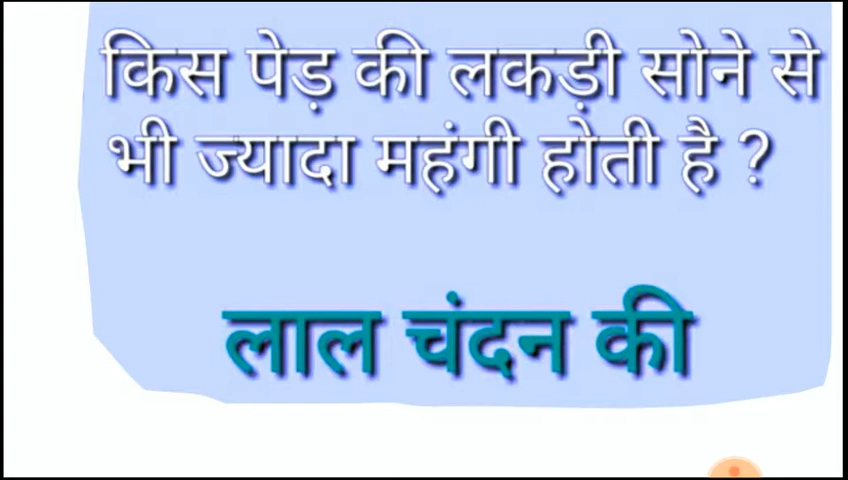 किस पेड़ की लकड़ी सोने से
भी ज्यादा महंगी होती है ?
लाल चंदन की